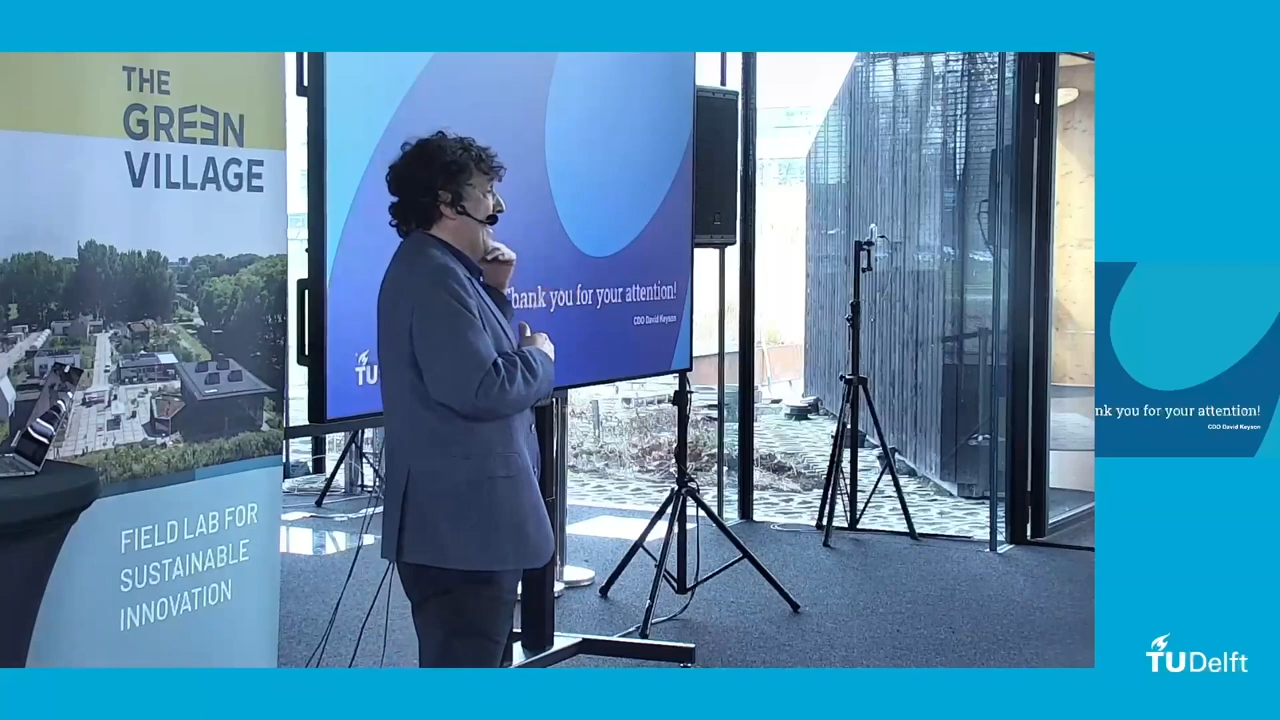 THE
GREEN
VILLAGE
FIELD LAB FOR
SUSTAINABLE
INNOVATION
Thank you for your attention!
CDO David Keyson
TU
nk you for your attention!
CDO David Keyson
TUDelft